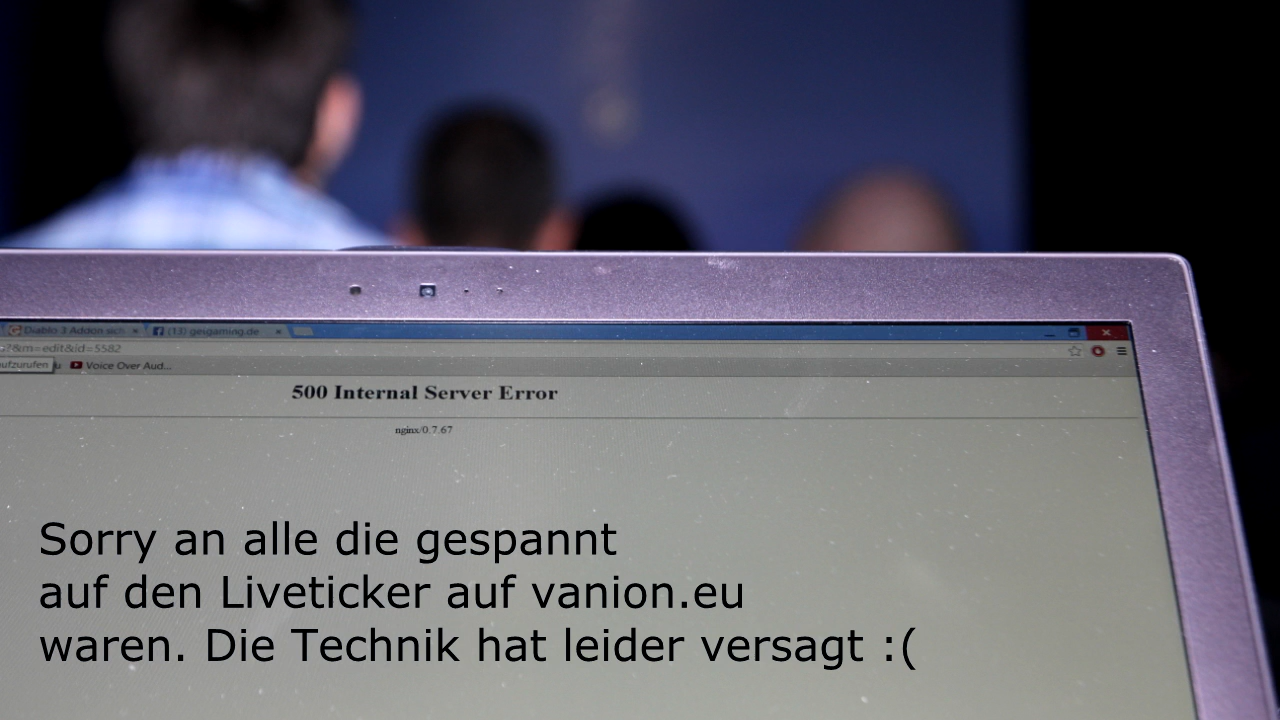 Diablo 3 Addon sich
(13) gesgaming.de
?&m=edit&id=5582
ufzurufen
Voice Over Aud...
500 Internal Server Error
nginx/0.7.67
Sorry an alle die gespannt
auf den Liveticker auf vanion.eu
waren. Die Technik hat leider versagt :(